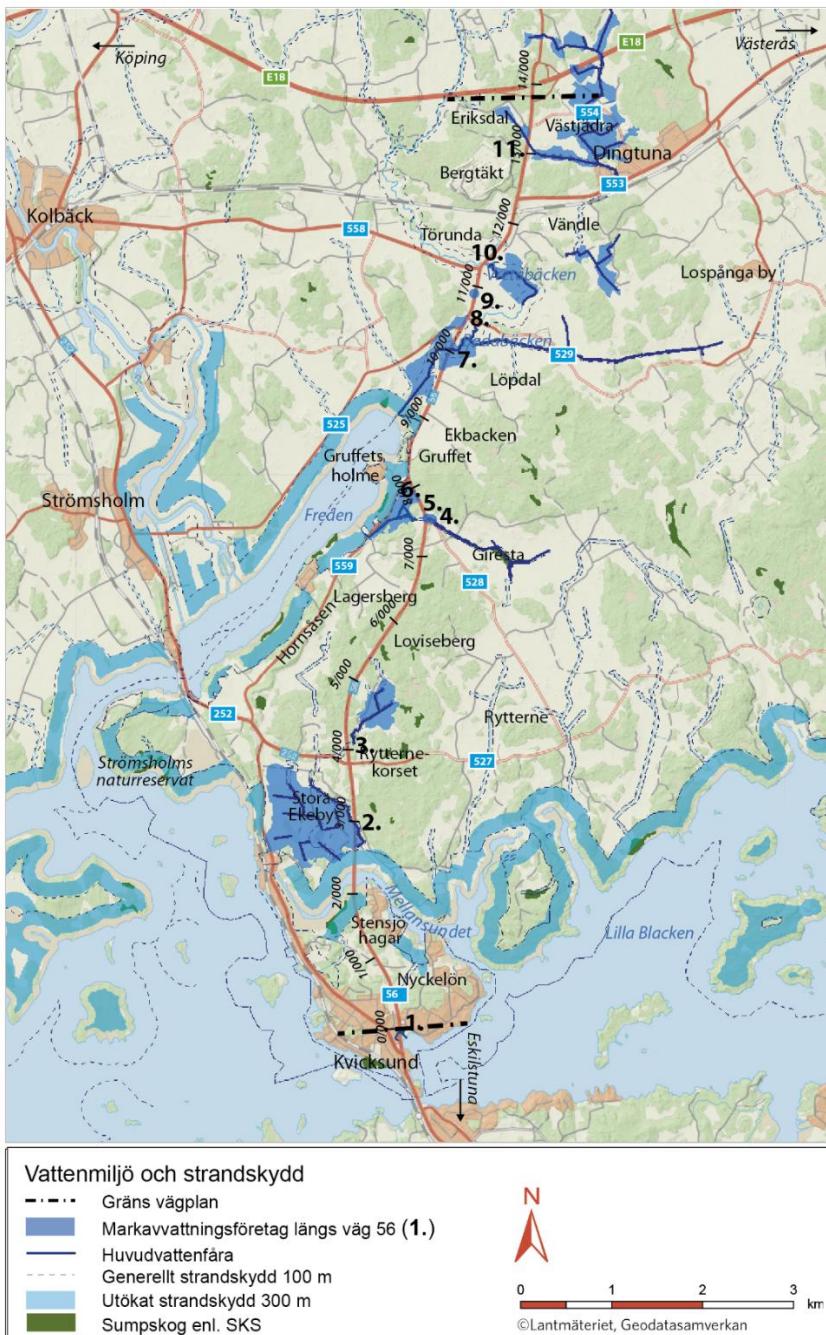 Köping
Västerås
E18
E18
14/000
554
Eriksdal
Västjädra
11.
13/000
Dingtuna
Bergtäkt
553
Kolbäck
558
12/000
Vändle
Törunda
10.
Lospånga by
11/000
9.
8.
10/000
529
7.
Löpdal
525
9/000
Ekbacken
Gruffets
holme
Gruffet
Strömsholm
6.
8/000
5.
4.
Freden
Giresta
559
7/000
528
Lagersberg
6/000
Hornsåsen
Loviseberg
5/000
252
Rytterne
3.
4/000
Rytterne-
korset
527
Strömsholms
naturreservat
Stora
Ekeby
3/000
2.
2/000
Mellansundet
Stensjö
hagar
Lilla Blacken
1/000
Nyckelön
56
0/000
1.
Kvicksund
Eskilstuna
Vattenmiljö och strandskydd
Gräns vägplan
Markavvattningsföretag längs väg 56 (1.)
Huvudvattenfåra
Generellt strandskydd 100 m
Utökat strandskydd 300 m
Sumpskog enl. SKS
N
0 1 2 3
km
©Lantmäteriet, Geodatasamverkan